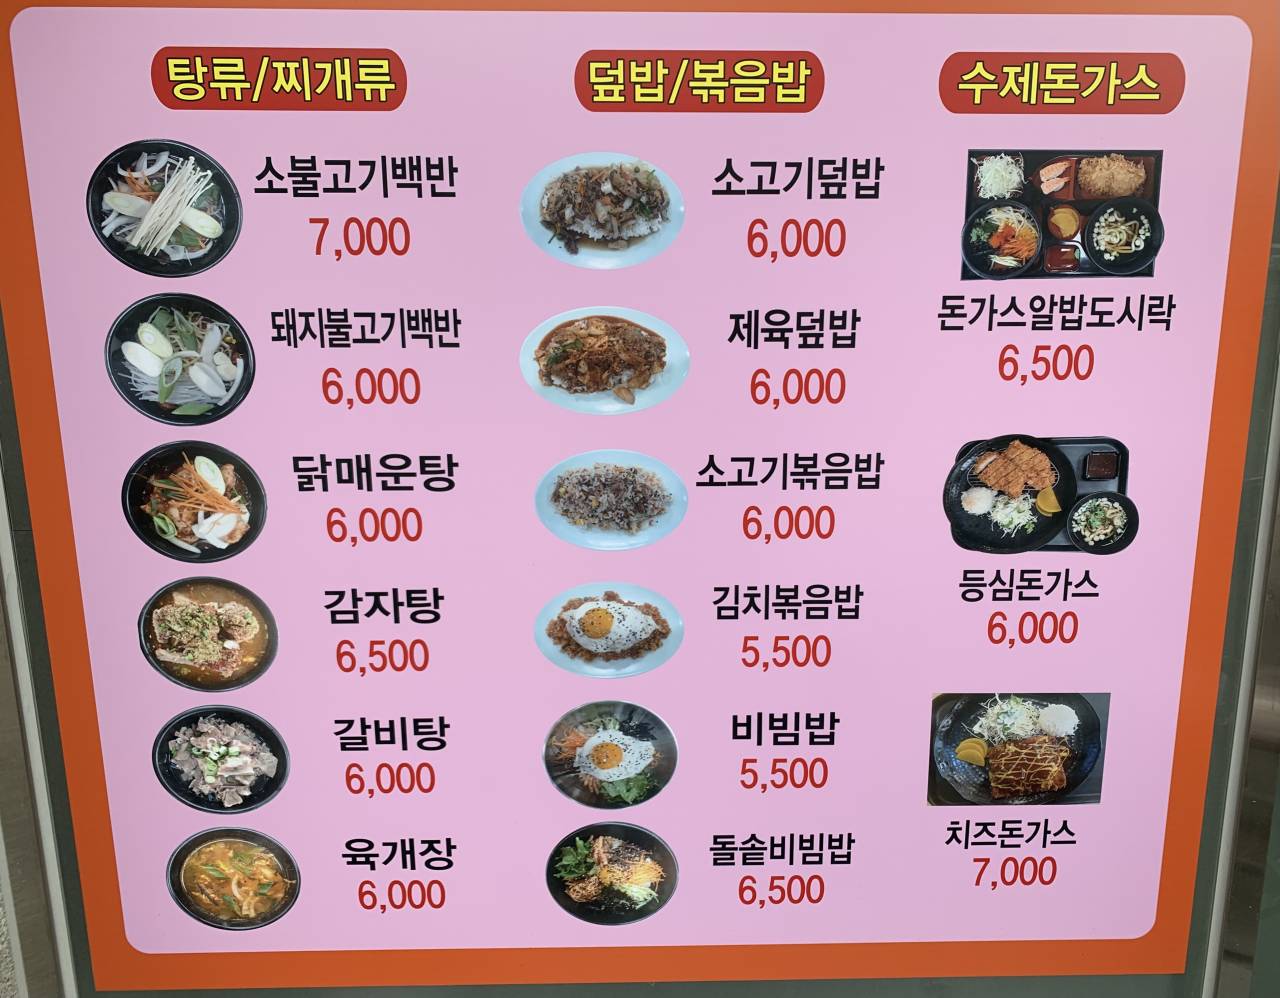 탕류/찌개류
소불고기백반
7,000
돼지불고기백반
6,000
닭매운탕
6,000
감자탕
6,500
갈비탕
6,000
육개장
6,000
덮밥/볶음밥
소고기덮밥
6,000
제육덮밥
6,000
소고기볶음밥
6,000
김치볶음밥
5,500
비빔밥
5,500
돌솥비빔밥
6,500
수제돈가스
돈가스알밥도시락
6,500
등심돈가스
6,000
치즈돈가스
7,000